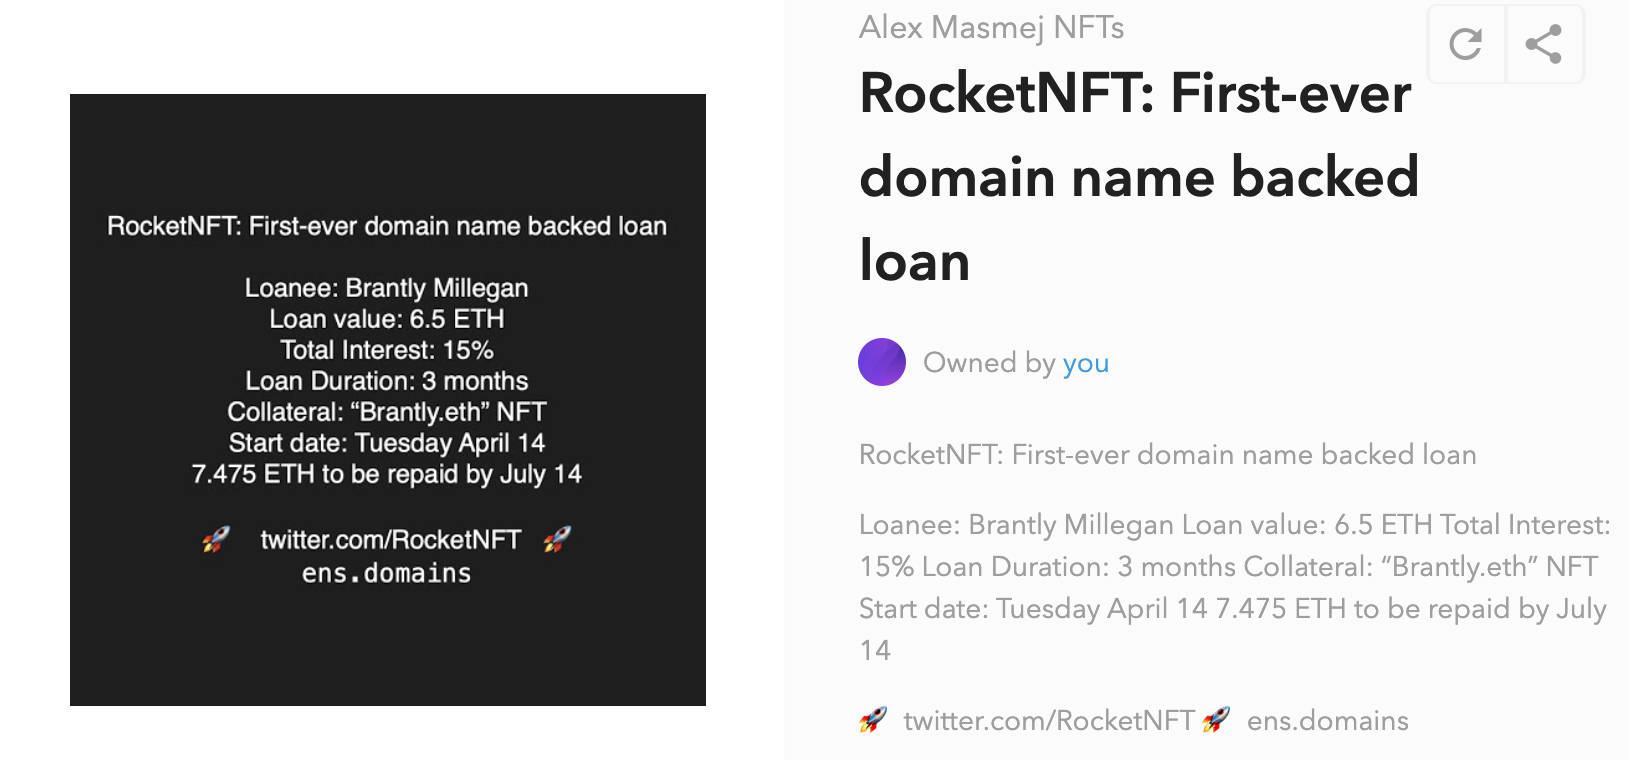 RocketNFT: First-ever domain name backed loan
Loanee: Brantly Millegan
Loan value: 6.5 ETH
Total Interest: 15%
Loan Duration: 3 months
Collateral: “Brantly.eth” NFT
Start date: Tuesday April 14
7.475 ETH to be repaid by July 14
🚀 twitter.com/RocketNFT 🚀
ens.domains
Alex Masmej NFTs
RocketNFT: First-ever
domain name backed
loan
Owned by you
RocketNFT: First-ever domain name backed loan
Loanee: Brantly Millegan Loan value: 6.5 ETH Total Interest:
15% Loan Duration: 3 months Collateral: “Brantly.eth” NFT
Start date: Tuesday April 14 7.475 ETH to be repaid by July
14
🚀 twitter.com/RocketNFT 🚀 ens.domains